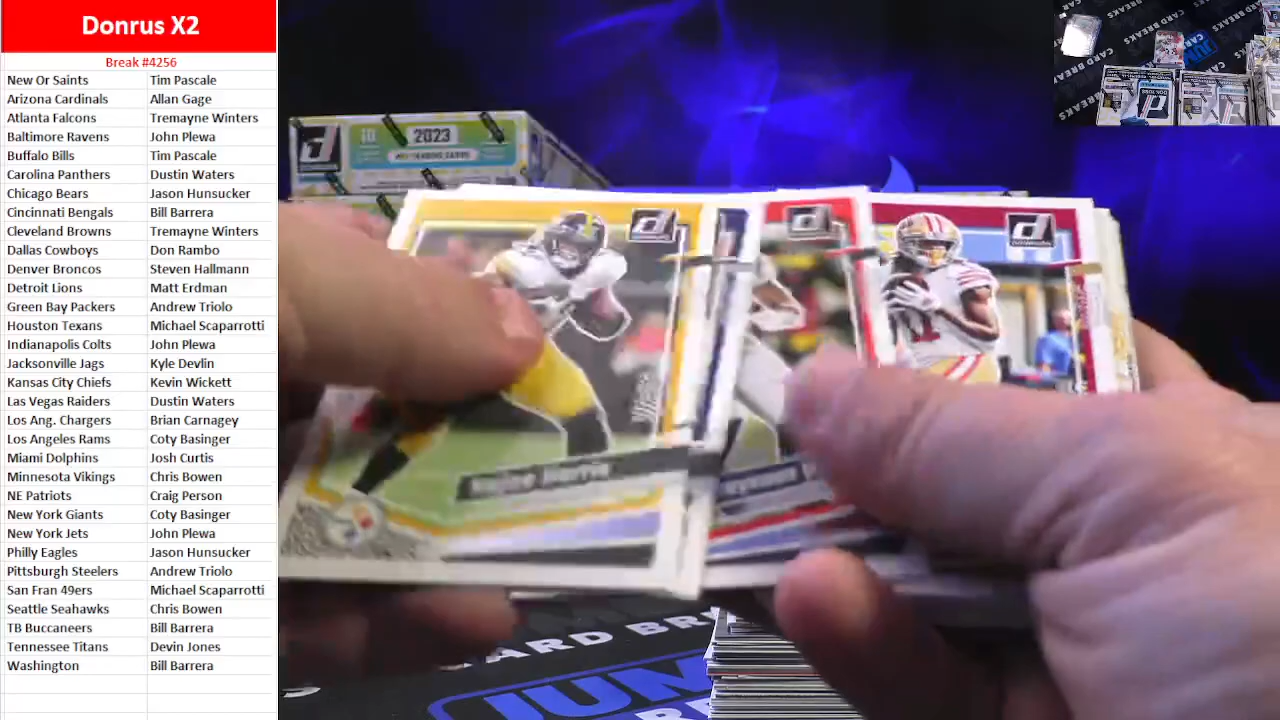 Donrus X2
Break #4256
New Or Saints Tim Pascale
Arizona Cardinals Allan Gage
Atlanta Falcons Tremayne Winters
Baltimore Ravens John Plewa
Buffalo Bills Tim Pascale
Carolina Panthers Dustin Waters
Chicago Bears Jason Hunsucker
Cincinnati Bengals Bill Barrera
Cleveland Browns Tremayne Winters
Dallas Cowboys Don Rambo
Denver Broncos Steven Hallmann
Detroit Lions Matt Erdman
Green Bay Packers Andrew Triolo
Houston Texans Michael Scaparrotti
Indianapolis Colts John Plewa
Jacksonville Jags Kyle Devlin
Kansas City Chiefs Kevin Wickett
Las Vegas Raiders Dustin Waters
Los Ang. Chargers Brian Carnagey
Los Angeles Rams Coty Basinger
Miami Dolphins Josh Curtis
Minnesota Vikings Chris Bowen
NE Patriots Craig Person
New York Giants Coty Basinger
New York Jets John Plewa
Philly Eagles Jason Hunsucker
Pittsburgh Steelers Andrew Triolo
San Fran 49ers Michael Scaparrotti
Seattle Seahawks Chris Bowen
TB Buccaneers Bill Barrera
Tennessee Titans Devin Jones
Washington Bill Barrera
2023
Najee Harris
CARD BR
JUM
CARD BREAKS